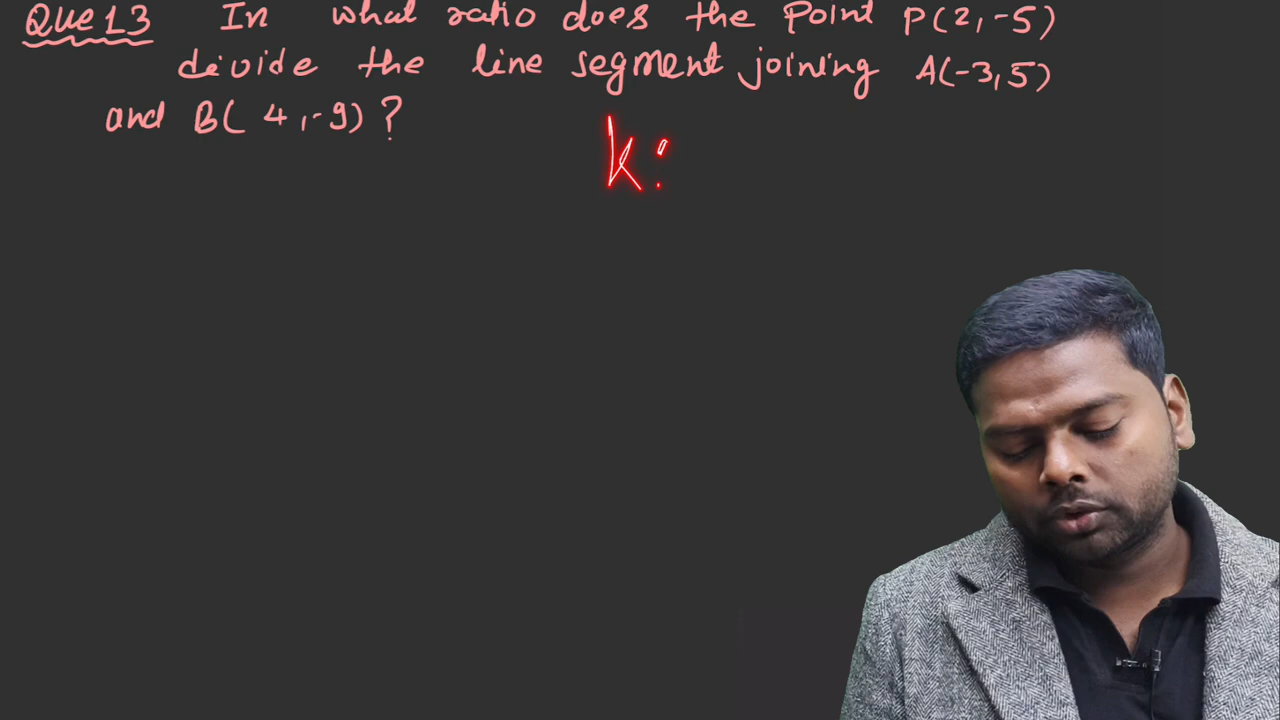 Que 13 In what ratio does the Point P(2,-5)
divide the line segment joining A(-3,5)
and B( 4,-9) ?
k: